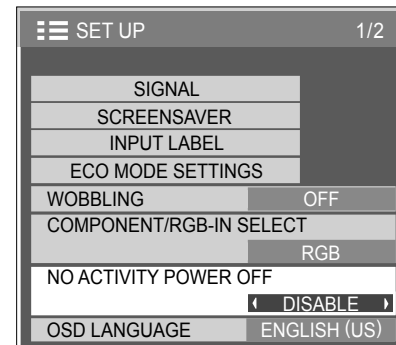 SET UP 1/2
SIGNAL
SCREENSAVER
INPUT LABEL
ECO MODE SETTINGS
WOBBLING OFF
COMPONENT/RGB-IN SELECT
RGB
NO ACTIVITY POWER OFF
DISABLE
OSD LANGUAGE ENGLISH (US)